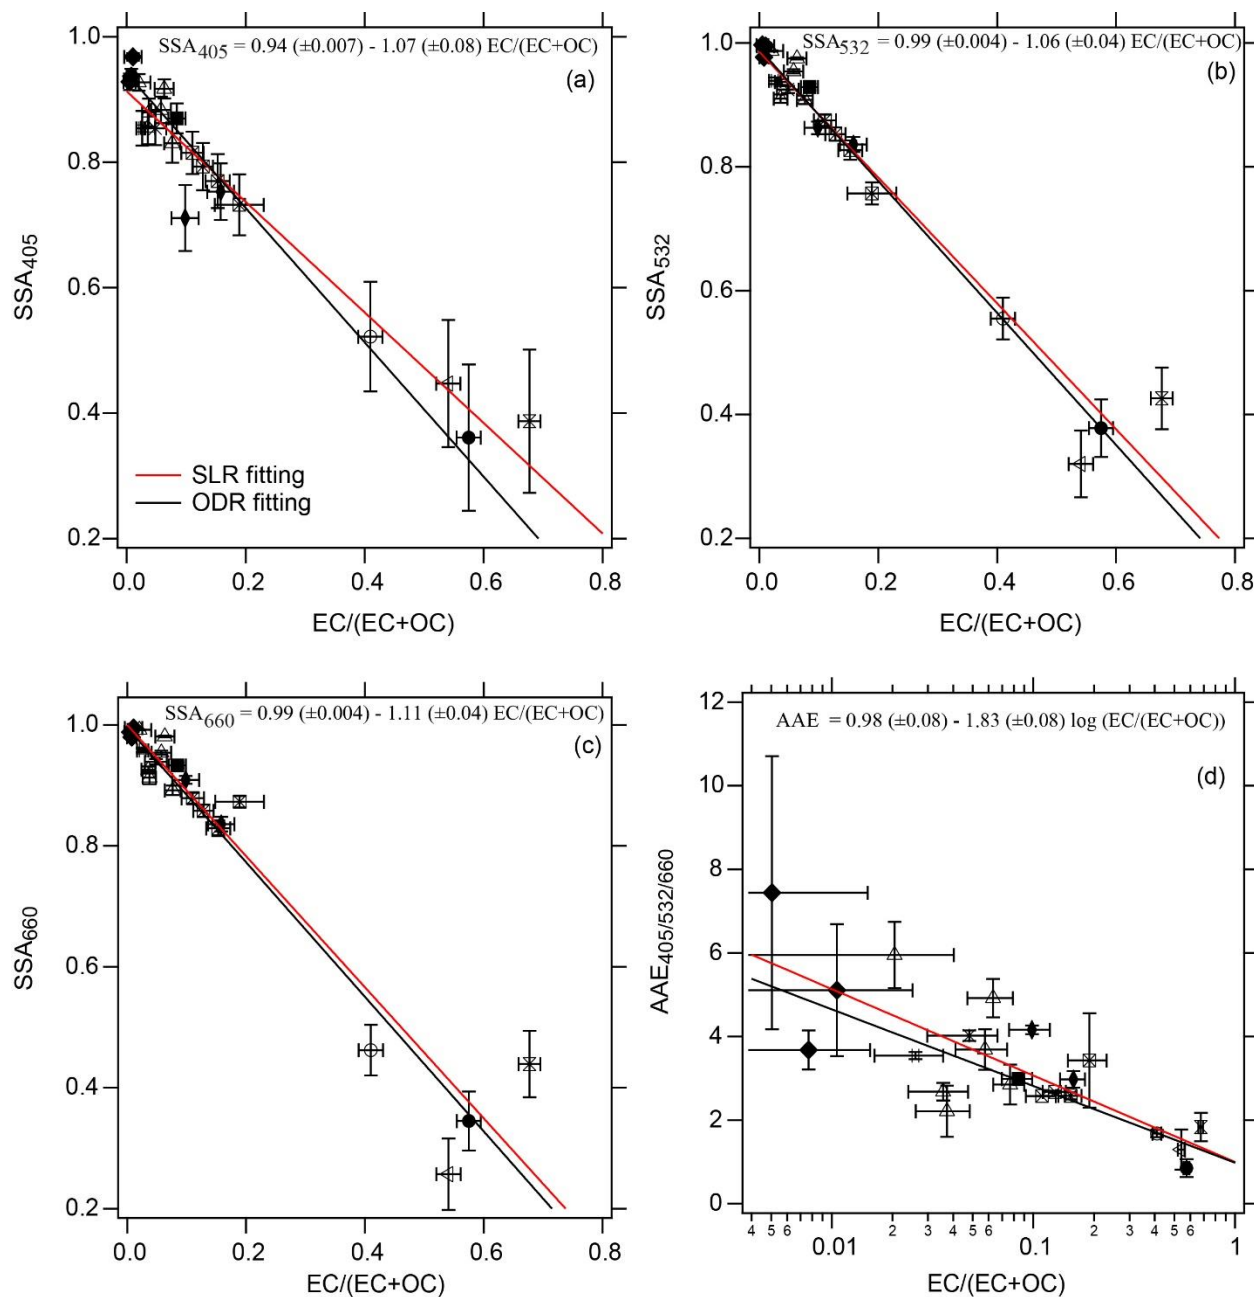 SSA405 = 0.94 (±0.007) - 1.07 (±0.08) EC/(EC+OC)
(a)
1.0
0.8
0.6
0.4
0.2
SSA405
SLR fitting
ODR fitting
0.0 0.2 0.4 0.6 0.8
EC/(EC+OC)
SSA532 = 0.99 (±0.004) - 1.06 (±0.04) EC/(EC+OC)
(b)
1.0
0.8
0.6
0.4
0.2
SSA532
0.0 0.2 0.4 0.6 0.8
EC/(EC+OC)
SSA660 = 0.99 (±0.004) - 1.11 (±0.04) EC/(EC+OC)
(c)
1.0
0.8
0.6
0.4
0.2
SSA660
0.0 0.2 0.4 0.6 0.8
EC/(EC+OC)
AAE = 0.98 (±0.08) - 1.83 (±0.08) log (EC/(EC+OC))
(d)
12
10
8
6
4
2
0
AAE405/532/660
4 5 6 2 3 4 5 6 2 3 4 5 6
0.01 0.1 1
EC/(EC+OC)